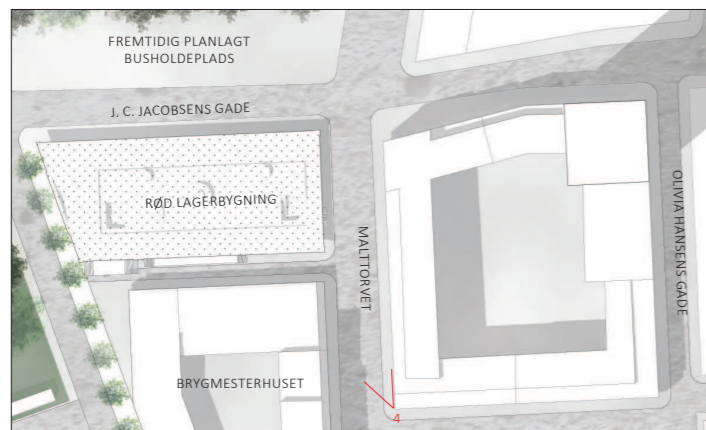 FREMTIDIG PLANLAGT
BUSHOLDEPLADS
J. C. JACOBSENS GADE
RØD LAGERBYGNING
MALTTORVET
OLIVIA HANSENS GADE
BRYGMESTERHUSET
4